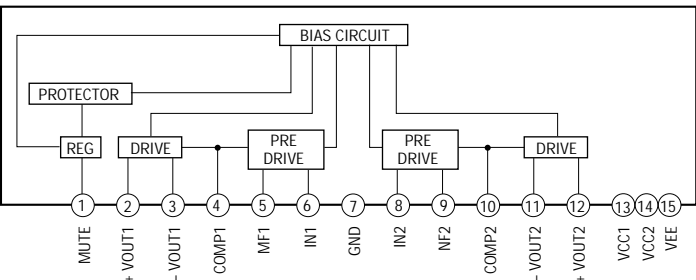 BIAS CIRCUIT
PROTECTOR
REG
DRIVE
PRE
DRIVE
PRE
DRIVE
DRIVE
1
2
3
4
5
6
7
8
9
10
11
12
13
14
15
MUTE
+ VOUT1
− VOUT1
COMP1
MF1
IN1
GND
IN2
NF2
COMP2
− VOUT2
+ VOUT2
VCC1
VCC2
VEE